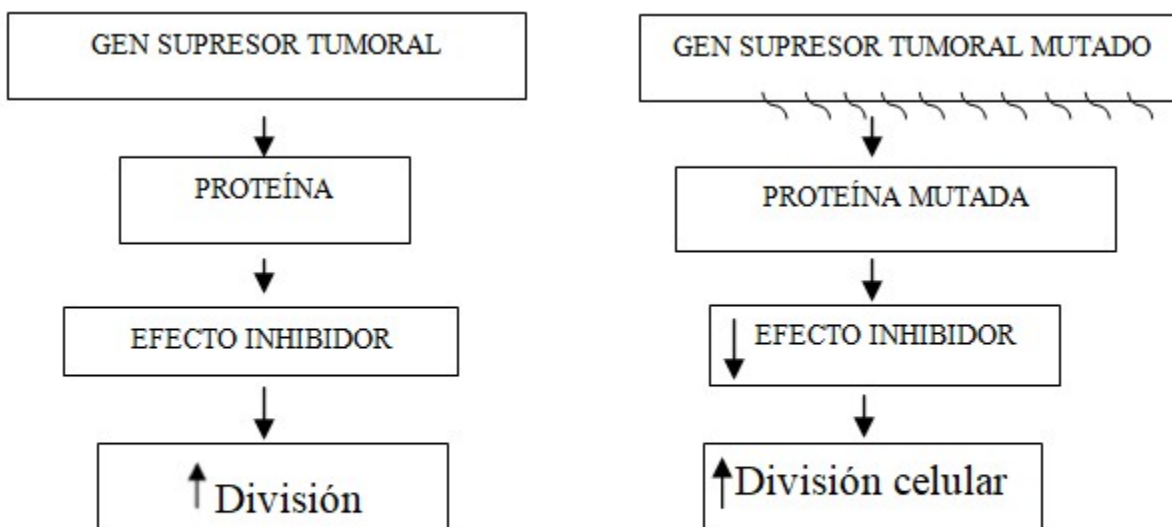 GEN SUPRESOR TUMORAL
PROTEÍNA
EFECTO INHIBIDOR
División
GEN SUPRESOR TUMORAL MUTADO
PROTEÍNA MUTADA
EFECTO INHIBIDOR
División celular